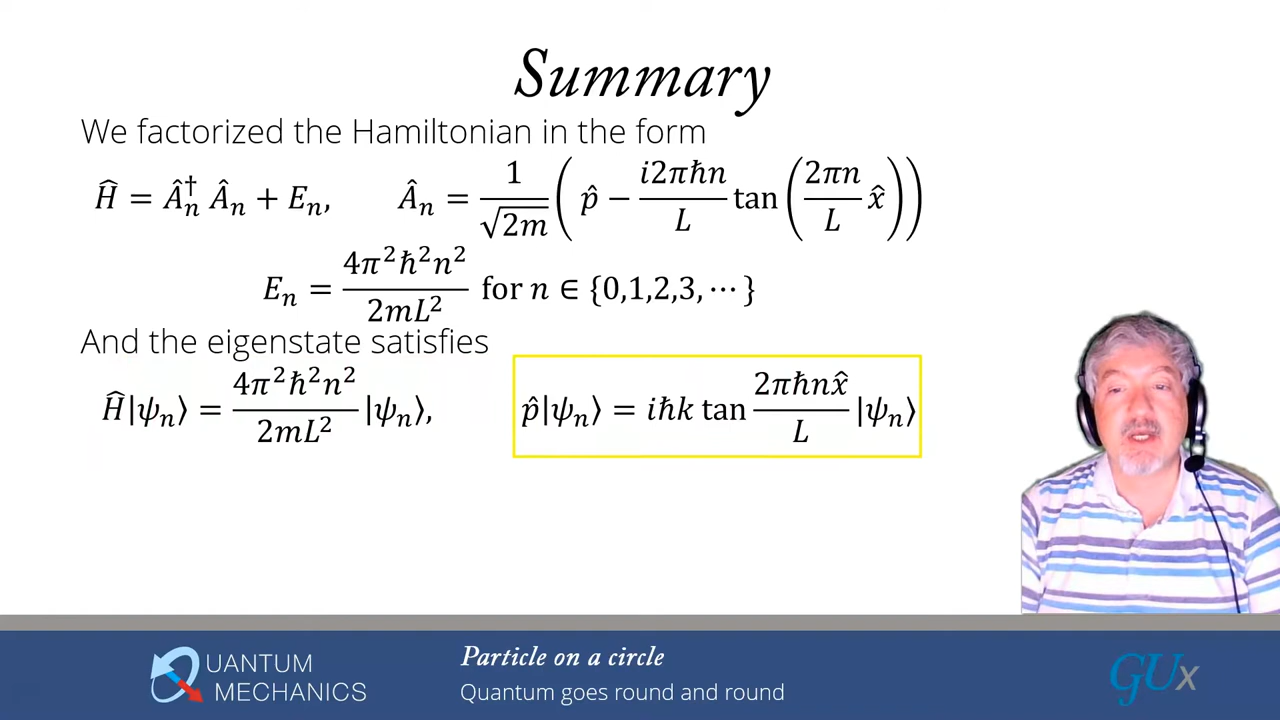 Summary
We factorized the Hamiltonian in the form
Ĥ = Â†ₙ Âₙ + Eₙ, Âₙ = 1/√2m ( p̂ − i2πħn/L tan ( 2πn/L x̂ ) )
Eₙ = 4π²ħ²n²/2mL² for n ∈ {0,1,2,3, ⋯ }
And the eigenstate satisfies
Ĥ|ψₙ⟩ = 4π²ħ²n²/2mL² |ψₙ⟩, p̂|ψₙ⟩ = iħk tan 2πħnx̂/L |ψₙ⟩
QUANTUM
MECHANICS
Particle on a circle
Quantum goes round and round
GUx